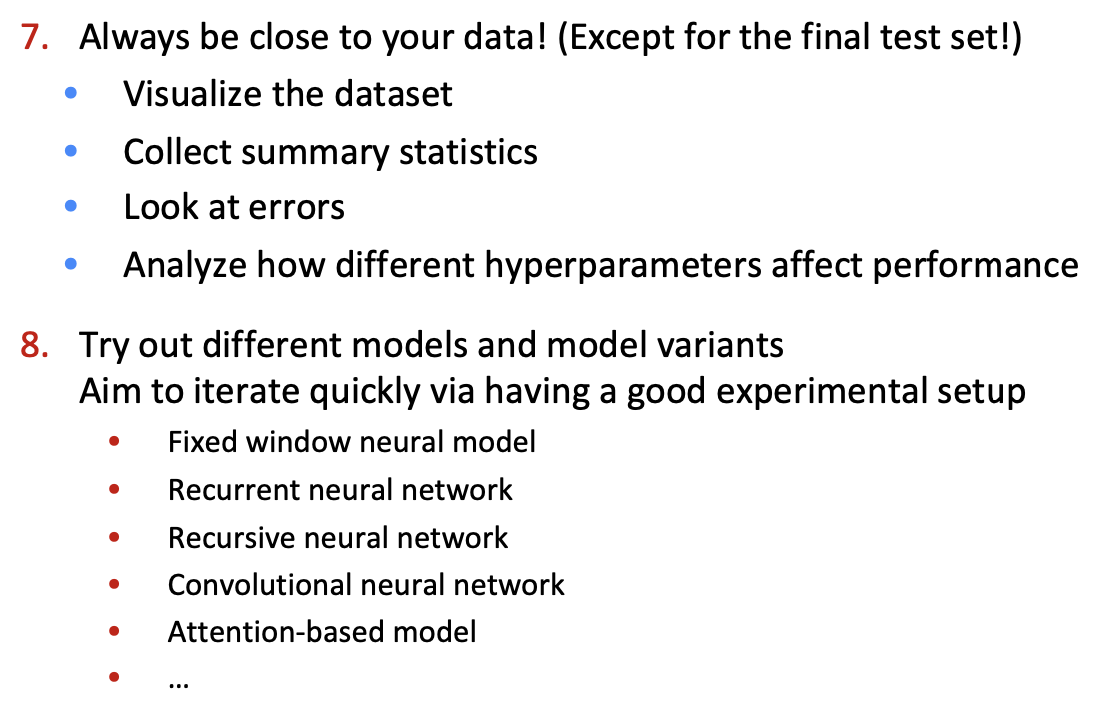 7. Always be close to your data! (Except for the final test set!)
• Visualize the dataset
• Collect summary statistics
• Look at errors
• Analyze how different hyperparameters affect performance
8. Try out different models and model variants
Aim to iterate quickly via having a good experimental setup
• Fixed window neural model
• Recurrent neural network
• Recursive neural network
• Convolutional neural network
• Attention-based model
• ...